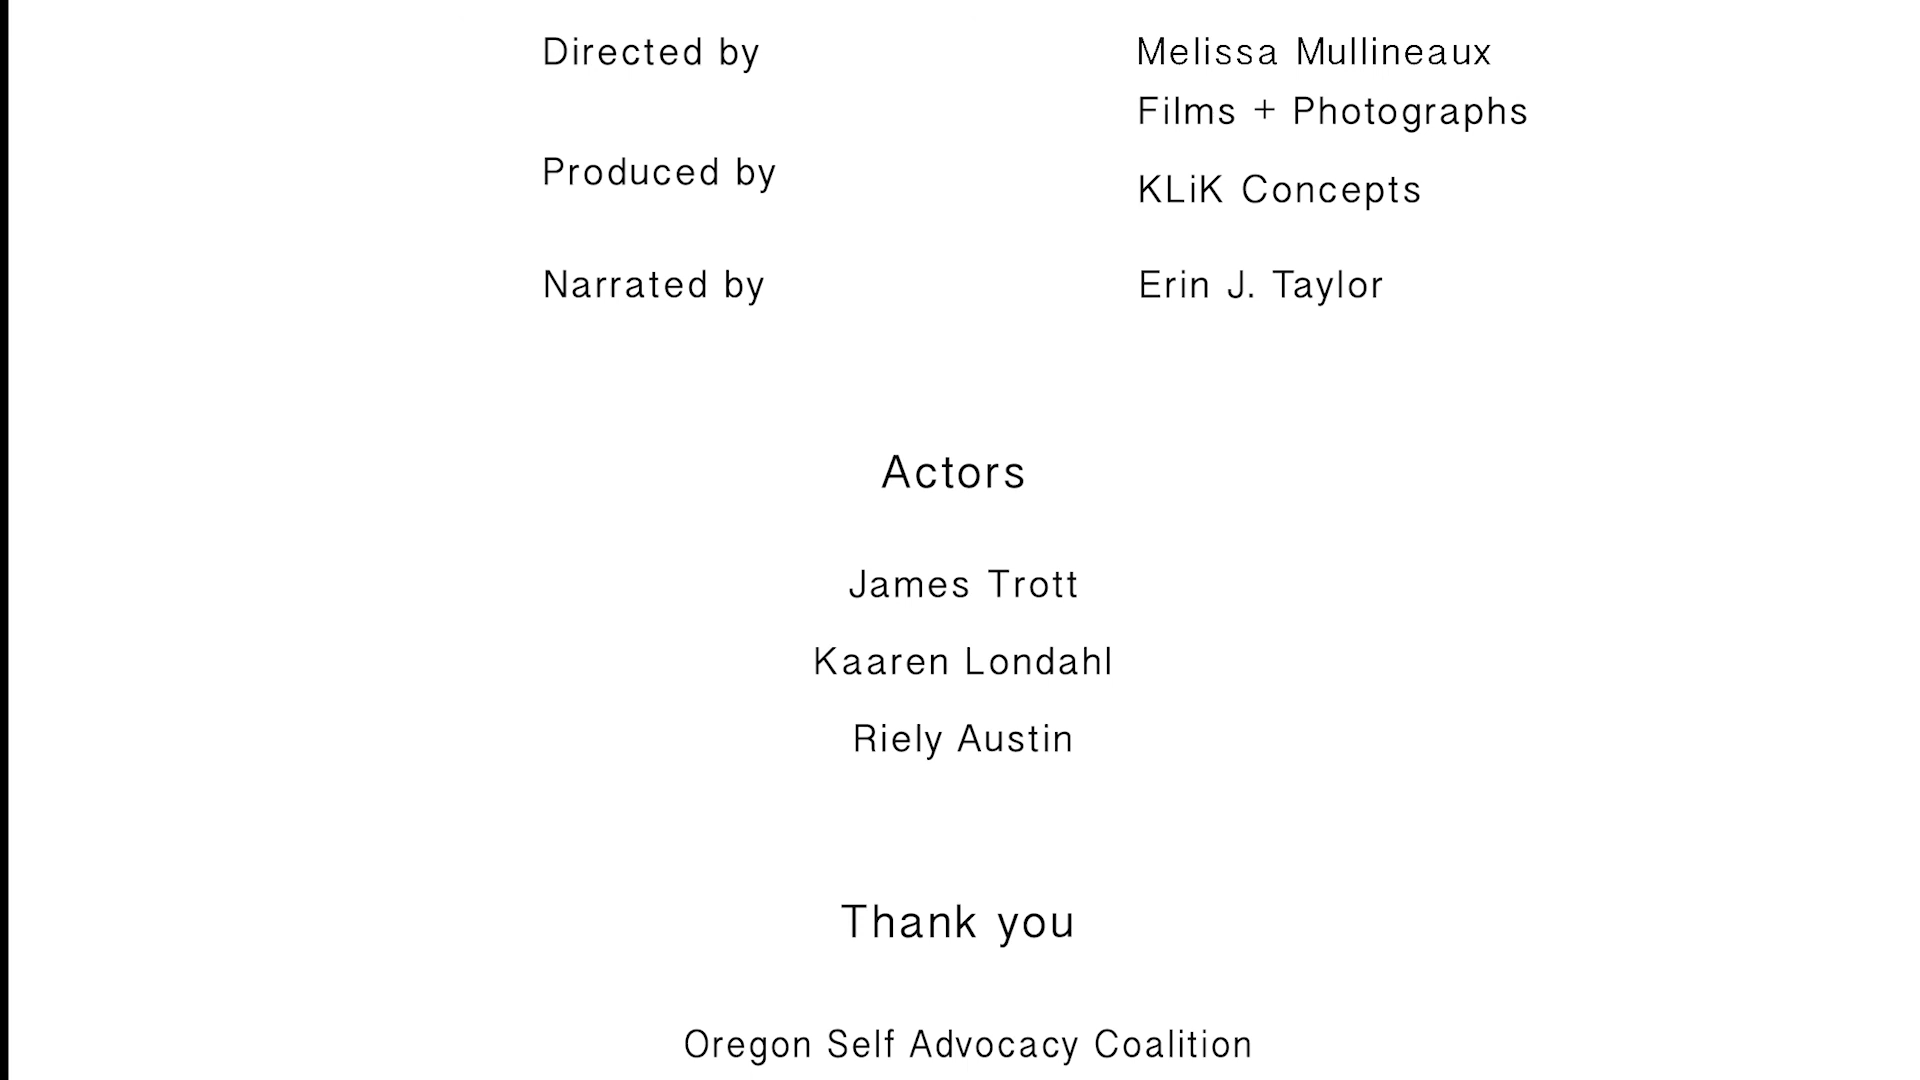 Directed by Melissa Mullineaux
Films + Photographs
Produced by KLiK Concepts
Narrated by Erin J. Taylor
Actors
James Trott
Kaaren Londahl
Riely Austin
Thank you
Oregon Self Advocacy Coalition